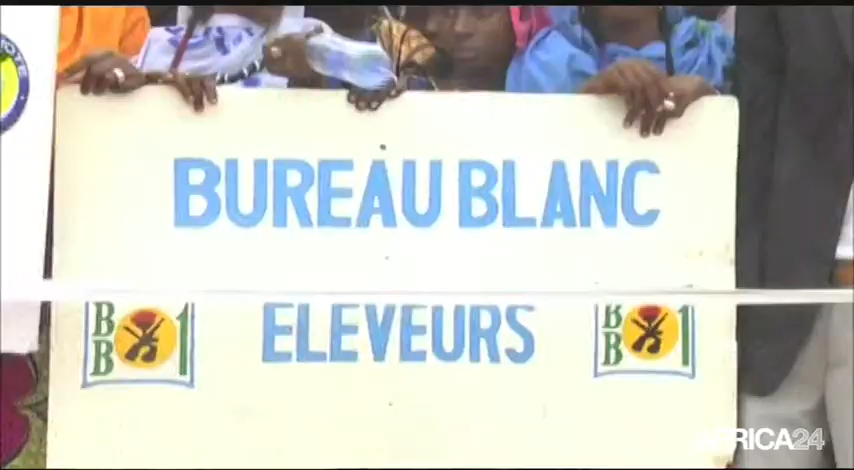 BUREAU BLANC
ELEVEURS
BB1
BB1
AFRICA24